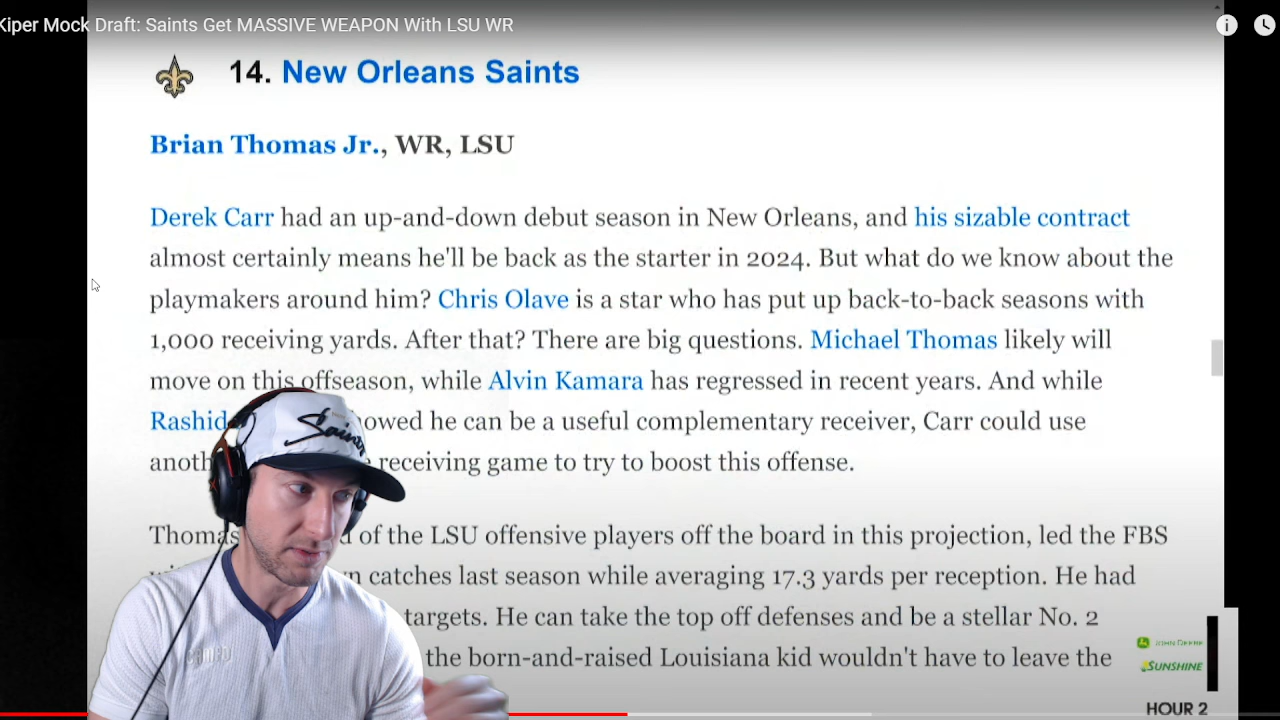 Kiper Mock Draft: Saints Get MASSIVE WEAPON With LSU WR
14. New Orleans Saints
Brian Thomas Jr., WR, LSU
Derek Carr had an up-and-down debut season in New Orleans, and his sizable contract
almost certainly means he'll be back as the starter in 2024. But what do we know about the
playmakers around him? Chris Olave is a star who has put up back-to-back seasons with
1,000 receiving yards. After that? There are big questions. Michael Thomas likely will
move on this offseason, while Alvin Kamara has regressed in recent years. And while
Rashid he can be a useful complementary receiver, Carr could use
receiving game to try to boost this offense.
Thomas of the LSU offensive players off the board in this projection, led the FBS
catches last season while averaging 17.3 yards per reception. He had
targets. He can take the top off defenses and be a stellar No. 2
the born-and-raised Louisiana kid wouldn't have to leave the
Saints
JOHN DEERE
SUNSHINE
HOUR 2